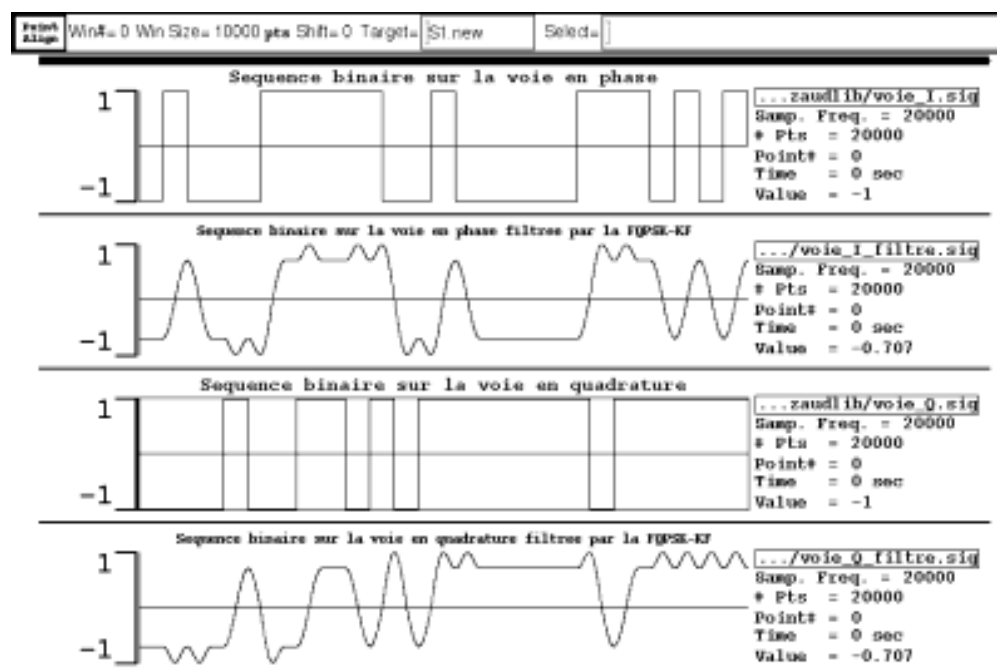 Point Align Win#= 0 Win Size= 10000 pts Shift= 0 Target= S1.new Select=
Sequence binaire sur la voie en phase
1
-1
...zaudlib/voie_I.sig
Samp. Freq. = 20000
# Pts = 20000
Point# = 0
Time = 0 sec
Value = -1
Sequence binaire sur la voie en phase filtree par la FQPSK-KF
1
-1
.../voie_I_filtre.sig
Samp. Freq. = 20000
# Pts = 20000
Point# = 0
Time = 0 sec
Value = -0.707
Sequence binaire sur la voie en quadrature
1
-1
...zaudlib/voie_Q.sig
Samp. Freq. = 20000
# Pts = 20000
Point# = 0
Time = 0 sec
Value = -1
Sequence binaire sur la voie en quadrature filtree par la FQPSK-KF
1
-1
.../voie_Q_filtre.sig
Samp. Freq. = 20000
# Pts = 20000
Point# = 0
Time = 0 sec
Value = -0.707